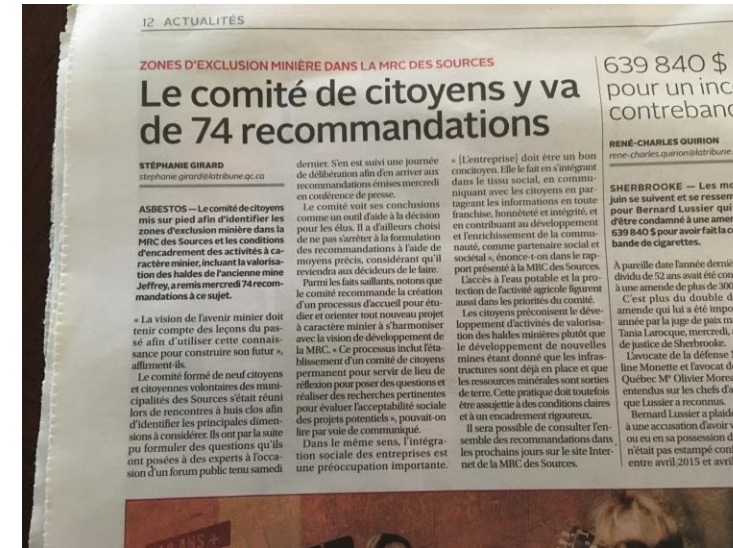 12 ACTUALITÉS
ZONES D'EXCLUSION MINIÈRE DANS LA MRC DES SOURCES
Le comité de citoyens y va
de 74 recommandations
STÉPHANIE GIRARD
stephanie.girard@latribune.qc.ca
ASBESTOS — Le comité de citoyens
mis sur pied afin d'identifier les
zones d'exclusion minière dans la
MRC des Sources et les conditions
d'encadrement des activités à ca-
ractère minier, incluant la valorisa-
tion des haldes de l'ancienne mine
Jeffrey, a remis mercredi 74 recom-
mandations à ce sujet.
« La vision de l'avenir minier doit
tenir compte des leçons du pas-
sé afin d'utiliser cette connais-
sance pour construire son futur »,
affirment-ils.
Le comité formé de neuf citoyens
et citoyennes volontaires des muni-
cipalités des Sources s'était réuni
lors de rencontres à huis clos afin
d'identifier les principales dimen-
sions à considérer. Ils ont par la suite
pu formuler des questions qu'ils
ont posées à des experts à l'occa-
sion d'un forum public tenu samedi
dernier. S'en est suivi une journée
de délibération afin d'en arriver aux
recommandations émises mercredi
en conférence de presse.
Le comité voit ses conclusions
comme un outil d'aide à la décision
pour les élus. Il a d'ailleurs choisi
de ne pas s'arrêter à la formulation
des recommandations à l'aide de
moyens précis, considérant qu'il
reviendra aux décideurs de le faire.
Parmi les faits saillants, notons que
le comité recommande la création
d'un processus d'accueil pour étu-
dier et orienter tout nouveau projet
à caractère minier à s'harmoniser
avec la vision de développement de
la MRC. « Ce processus inclut l'éta-
blissement d'un comité de citoyens
permanent pour servir de lieu de
réflexion pour poser des questions et
réaliser des recherches pertinentes
pour évaluer l'acceptabilité sociale
des projets potentiels », pouvait-on
lire par voie de communiqué.
Dans le même sens, l'intégra-
tion sociale des entreprises est
une préoccupation importante.
« [L'entreprise] doit être un bon
concitoyen. Elle le fait en s'intégrant
dans le tissu social, en commu-
niquant avec les citoyens en par-
tageant les informations en toute
franchise, honnêteté et intégrité, et
en contribuant au développement
et l'enrichissement de la commu-
nauté, comme partenaire social et
sociétal », énonce-t-on dans le rap-
port présenté à la MRC des Sources.
L'accès à l'eau potable et la pro-
tection de l'activité agricole figurent
aussi dans les priorités du comité.
Les citoyens préconisent le déve-
loppement d'activités de valorisa-
tion des haldes minières plutôt que
le développement de nouvelles
mines étant donné que les infras-
tructures sont déjà en place et que
les ressources minérales sont sorties
de terre. Cette pratique doit toutefois
être assujettie à des conditions claires
et à un encadrement rigoureux.
Il sera possible de consulter l'en-
semble des recommandations dans
les prochains jours sur le site Inter-
net de la MRC des Sources.
639 840 $
pour un inc
contreband
RENÉ-CHARLES QUIRION
rene-charles.quirion@latribune.
SHERBROOKE — Les mo
juin se suivent et se ressem
pour Bernard Lussier qui
d'être condamné à une amen
639 840 $ pour avoir fait la co
bande de cigarettes.
À pareille date l'année derniè
dividu de 52 ans avait été con
à une amende de plus de 300
C'est plus du double d
amende qui lui a été impo
année par la juge de paix m
Tania Larocque, mercredi, a
de justice de Sherbrooke.
L'avocate de la défense M
line Monette et l'avocat d
Québec Me Olivier Morea
entendus sur les chefs d'a
que Lussier a reconnus.
Bernard Lussier a plaidé
à une accusation d'avoir v
ou eu en sa possession d
n'était pas estampé conf
entre avril 2015 et avril
ANS +